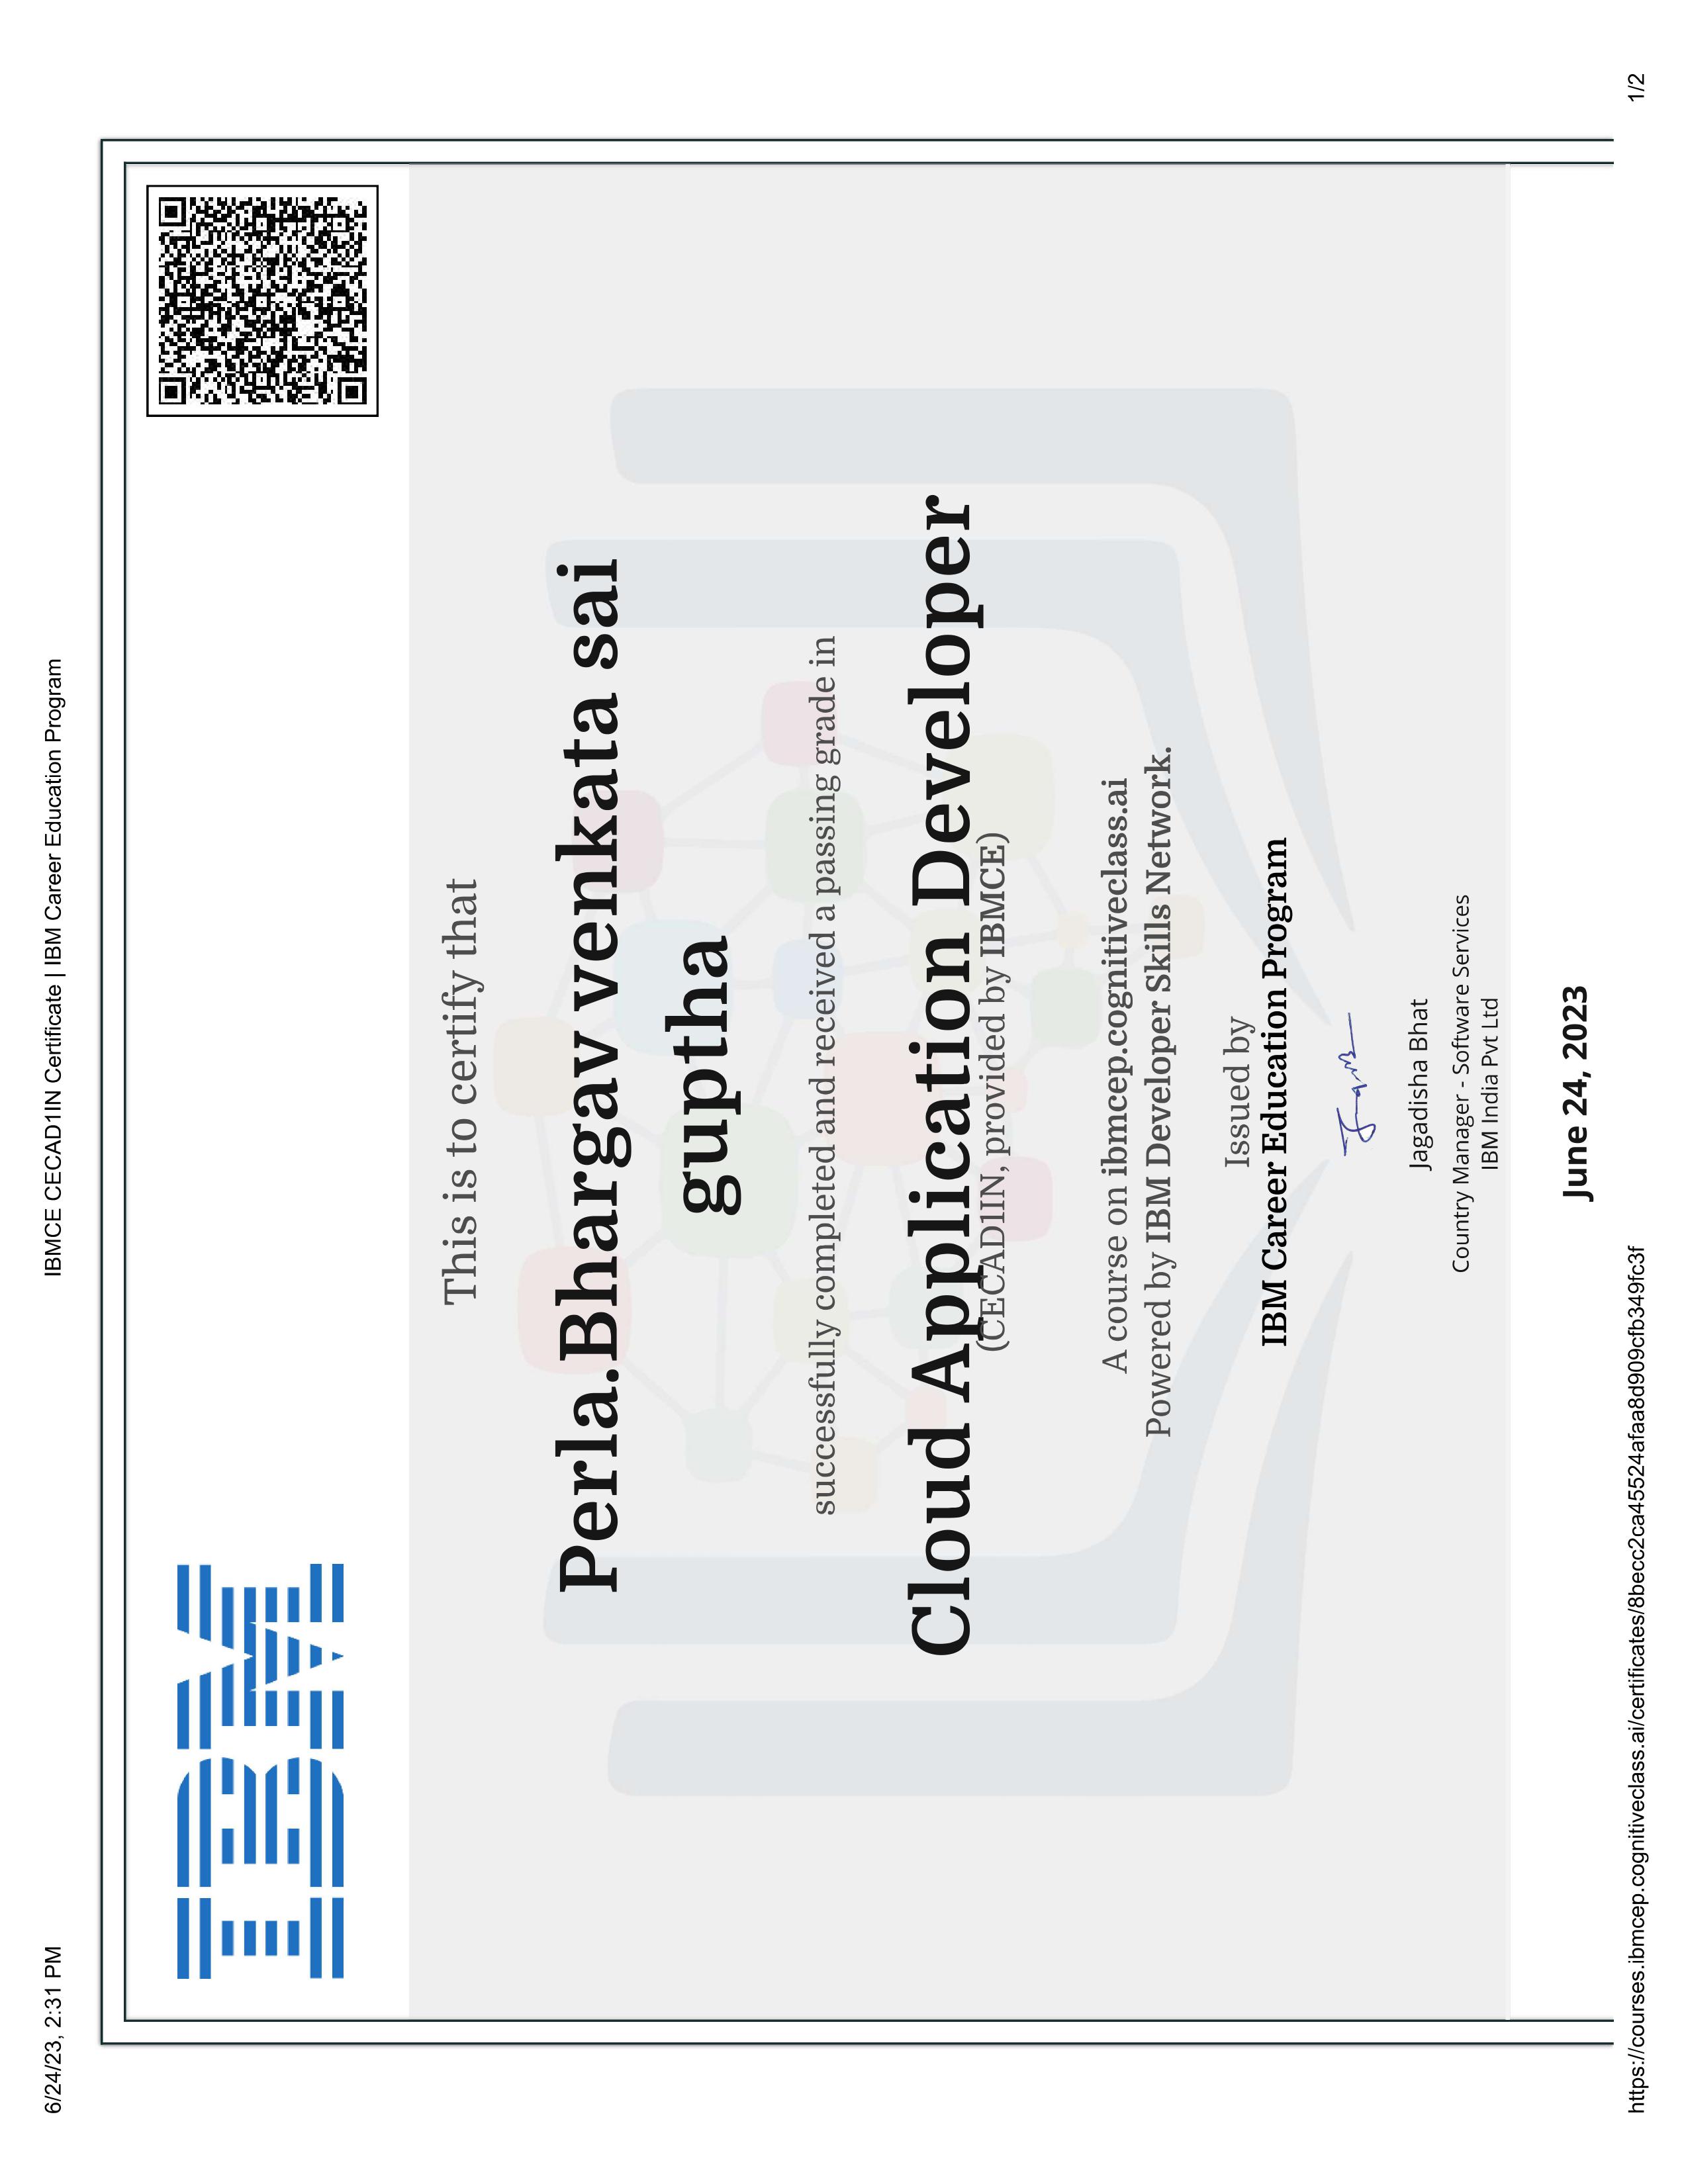 6/24/23, 2:31 PM
IBMCE CECAD1IN Certificate | IBM Career Education Program
IBM
This is to certify that
Perla.Bhargav venkata sai
guptha
successfully completed and received a passing grade in
Cloud Application Developer
(CECAD1IN, provided by IBMCE)
A course on ibmcep.cognitiveclass.ai
Powered by IBM Developer Skills Network.
Issued by
IBM Career Education Program
Jagadisha Bhat
Country Manager - Software Services
IBM India Pvt Ltd
June 24, 2023
https://courses.ibmcep.cognitiveclass.ai/certificates/8becc2ca45524afaa8d909cfb349fc3f
1/2